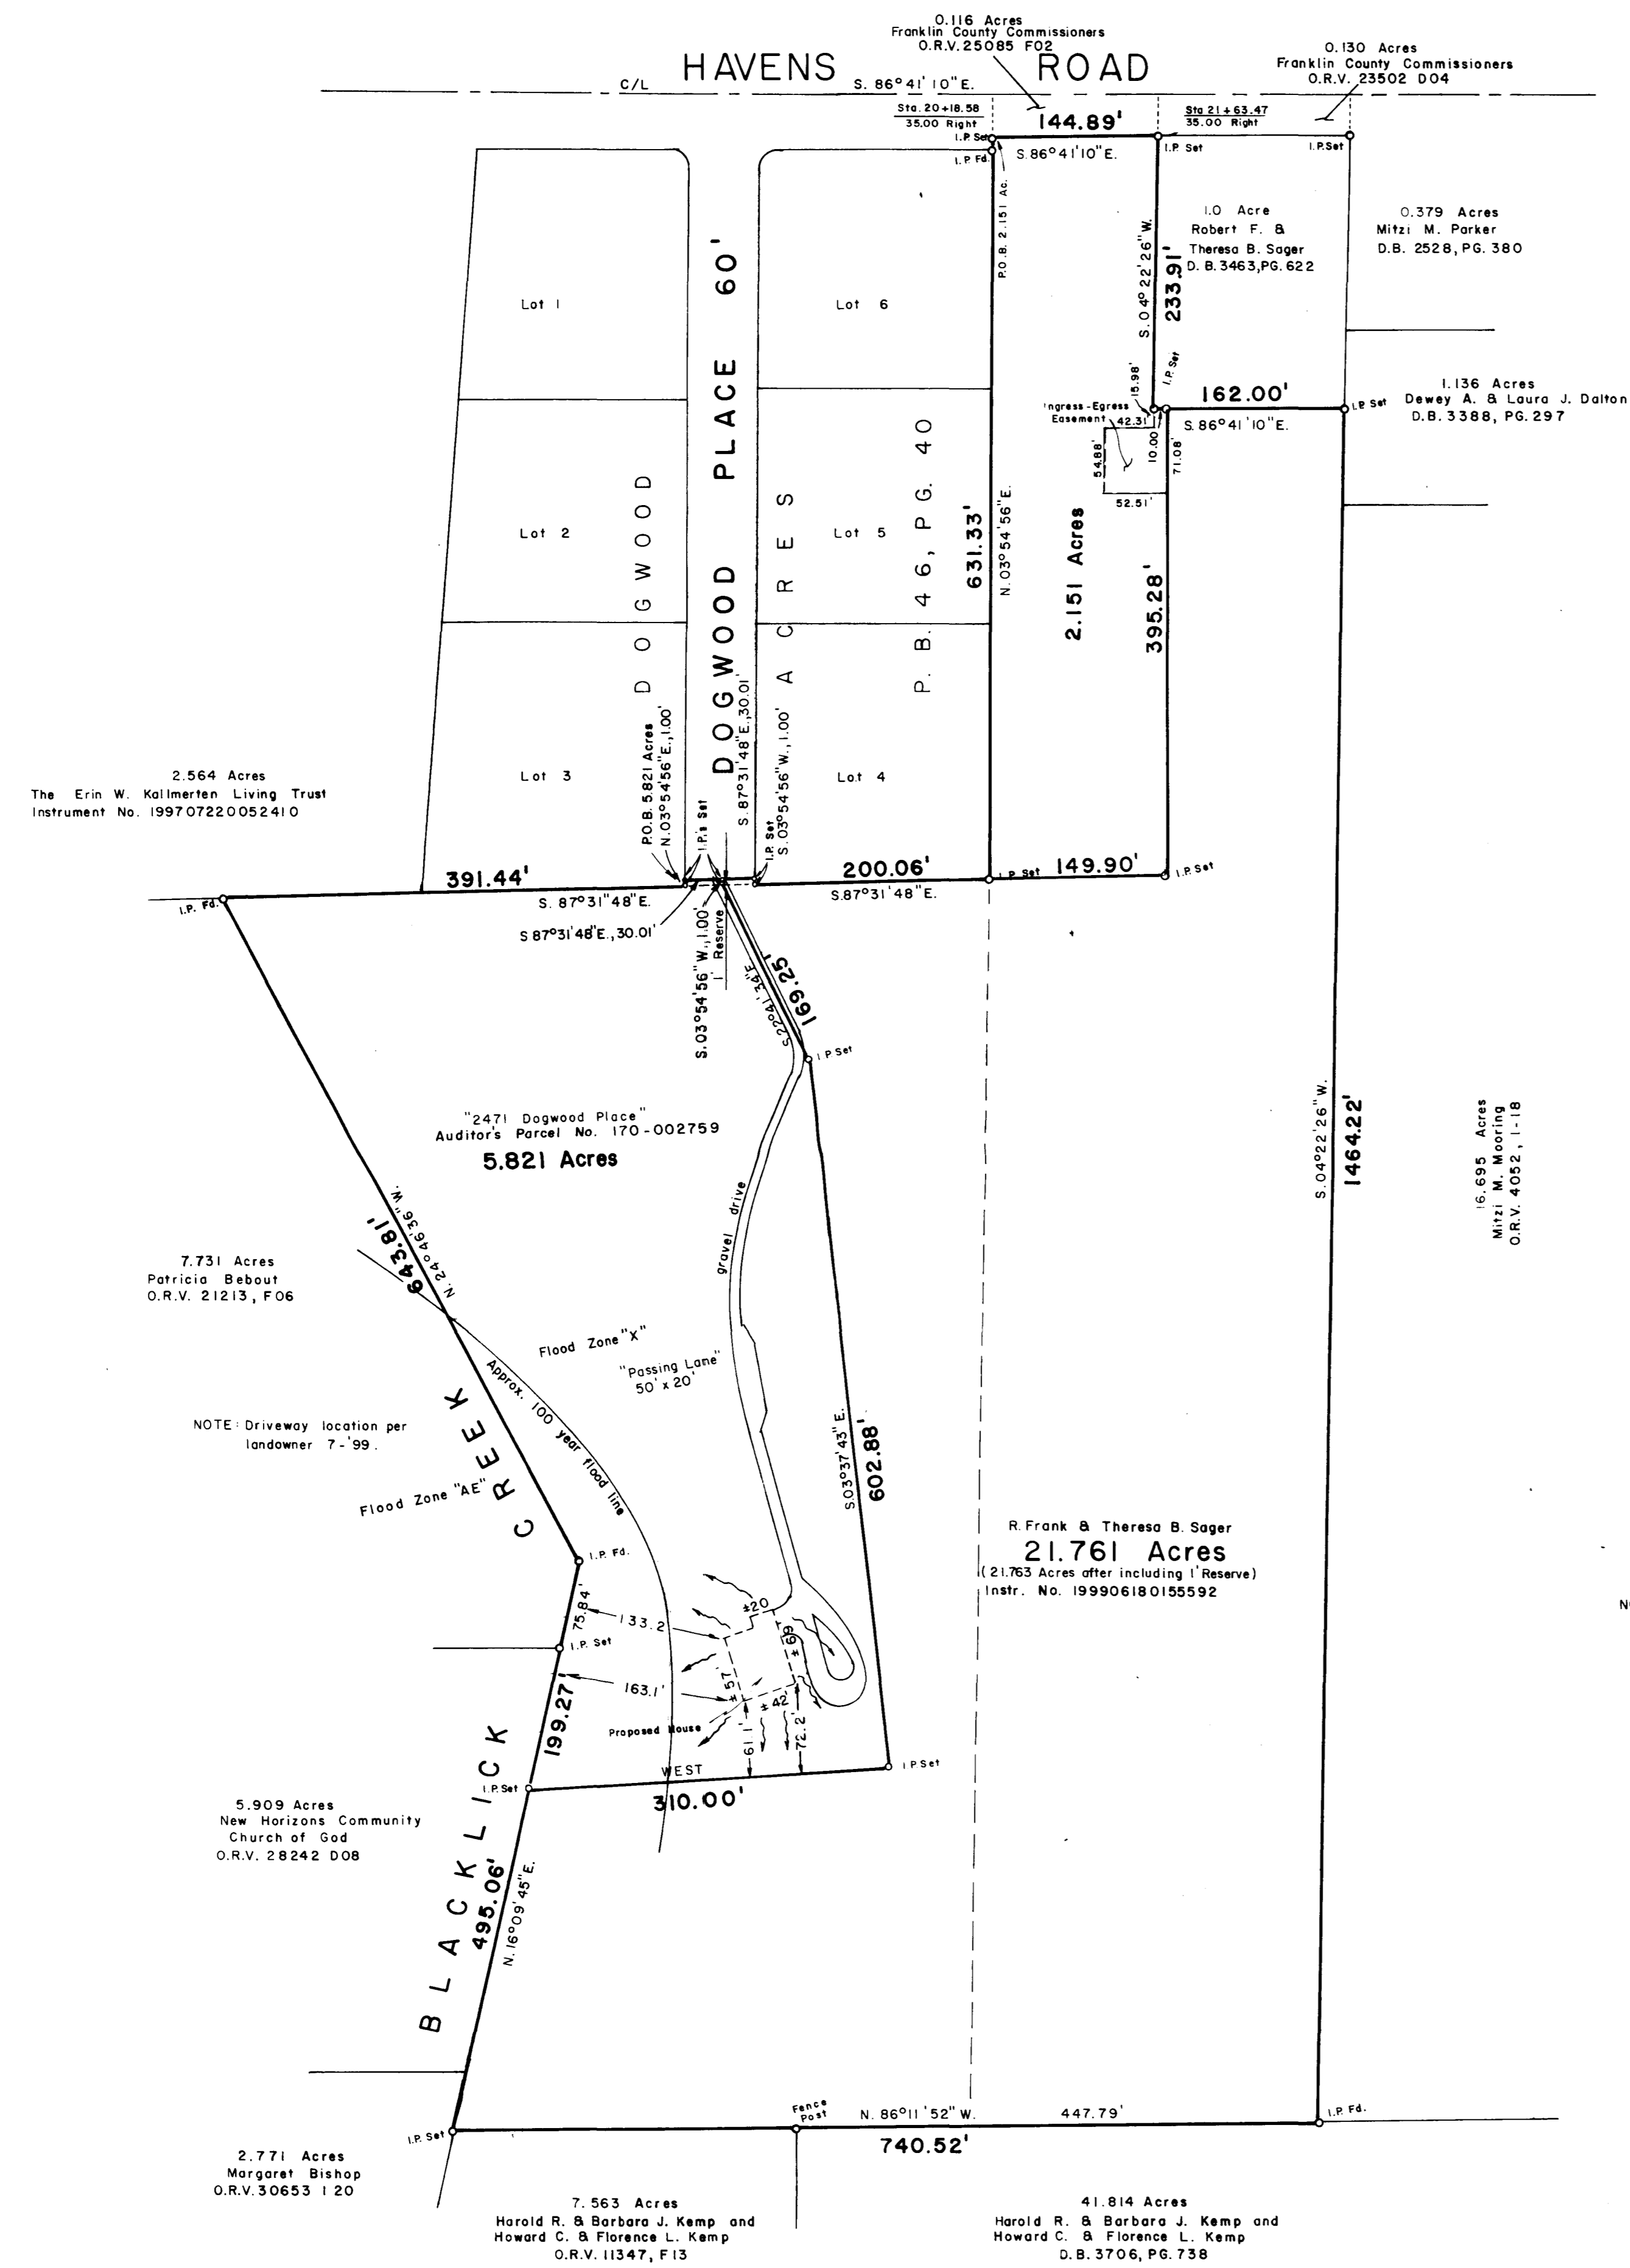 0.116 Acres
Franklin County Commissioners
O.R.V. 25085 F02
0.130 Acres
Franklin County Commissioners
O.R.V. 23502 D04
HAVENS ROAD
C/L S. 86°41'10"E.
Sta. 20+18.58
35.00 Right
144.89'
Sta 21+63.47
35.00 Right
I.P. Set
I.P. Fd.
S.86°41'10"E.
I.P. Set
I.P.Set
P.O.B. 2.151 Ac.
S.04°22'26"W.
233.91'
1.0 Acre
Robert F. &
Theresa B. Sager
D.B. 3463,PG. 622
0.379 Acres
Mitzi M. Parker
D.B. 2528, PG. 380
Lot 1
DOGWOOD PLACE 60'
Lot 6
I.P. Set
15.98'
162.00'
I.P. Set
S.86°41'10"E.
1.136 Acres
Dewey A. & Laura J. Dalton
D.B. 3388, PG. 297
Ingress-Egress
Easement
42.31'
54.88'
10.00
71.08'
52.51'
Lot 2
DOGWOOD
ACRES
Lot 5
P.B. 46, PG. 40
631.33'
N.03°54'56"E.
2.151 Acres
395.28'
2.564 Acres
The Erin W. Kallmerten Living Trust
Instrument No. 199707220052410
Lot 3
P.O.B. 5.821 Acres
N.03°54'56"E.,1.00'
I.P.'s Set
S.87°31'48"E.,30.01'
I.P. Set
S.03°54'56"W.,1.00'
Lot 4
391.44'
200.06'
I.P. Set
149.90'
I.P. Set
I.P. Fd.
S. 87°31'48"E.
S.87°31'48"E.
S 87°31'48"E.,30.01'
S.03°54'56"W.,1.00'
1' Reserve
S.22°41'34"E
169.25'
I.P.Set
"2471 Dogwood Place"
Auditor's Parcel No. 170-002759
5.821 Acres
S.04°22'26"W.
1464.22'
16.695 Acres
Mitzi M. Mooring
O.R.V. 4052, I-18
N.24°46'36"W.
643.81'
gravel drive
7.731 Acres
Patricia Bebout
O.R.V. 21213, F06
Flood Zone "X"
"Passing Lane"
50' x 20'
Approx. 100 year flood line
NOTE: Driveway location per
landowner 7-'99.
Flood Zone "AE"
BLACKLICK CREEK
S.03°37'43"E.
602.88'
R. Frank & Theresa B. Sager
21.761 Acres
(21.763 Acres after including 1' Reserve)
Instr. No. 199906180155592
N
I.P. Fd.
75.84'
133.2
±20
±69
I.P. Set
163.1'
±57'
±42'
199.27'
Proposed House
61.1'
72.2'
I.P.Set
WEST
I.P.Set
310.00'
5.909 Acres
New Horizons Community
Church of God
O.R.V. 28242 D08
495.06'
N.16°09'45"E.
Fence
Post
N. 86°11'52"W. 447.79'
I.P. Fd.
I.P. Set
740.52'
2.771 Acres
Margaret Bishop
O.R.V.30653 I 20
7.563 Acres
Harold R. & Barbara J. Kemp and
Howard C. & Florence L. Kemp
O.R.V. 11347, F13
41.814 Acres
Harold R. & Barbara J. Kemp and
Howard C. & Florence L. Kemp
D.B. 3706, PG. 738